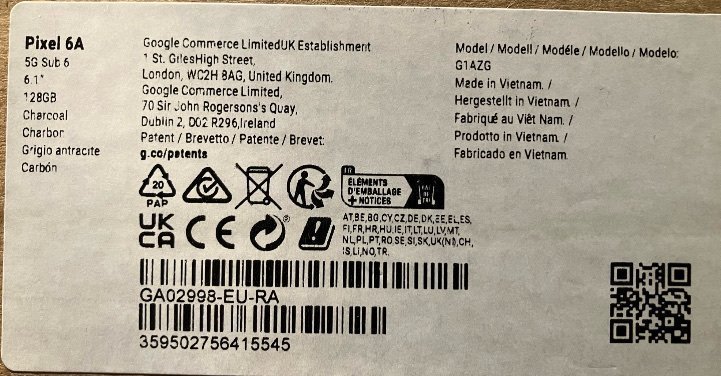 Pixel 6A
5G Sub 6
6.1"
128GB
Charcoal
Charbon
Grigio antracite
Carbón
Google Commerce LimitedUK Establishment
1 St. GilesHigh Street,
London, WC2H 8AG, United Kingdom.
Google Commerce Limited,
70 Sir John Rogersons's Quay,
Dublin 2, D02 R296,Ireland
Patent / Brevetto / Patente / Brevet:
g.co/patents
Model / Modell / Modèle / Modello / Modelo:
G1AZG
Made in Vietnam. /
Hergestellt in Vietnam. /
Fabriqué au Viêt Nam. /
Prodotto in Vietnam. /
Fabricado en Vietnam.
20
PAP
FR
ÉLÉMENTS
D'EMBALLAGE
+ NOTICES
UK
CA
CE
AT,BE,BG,CY,CZ,DE,DK,EE,EL,ES,
FI,FR,HR,HU,IE,IT,LT,LU,LV,MT,
NL,PL,PT,RO,SE,SI,SK,UK(NI),CH,
IS,LI,NO,TR.
GA02998-EU-RA
359502756415545